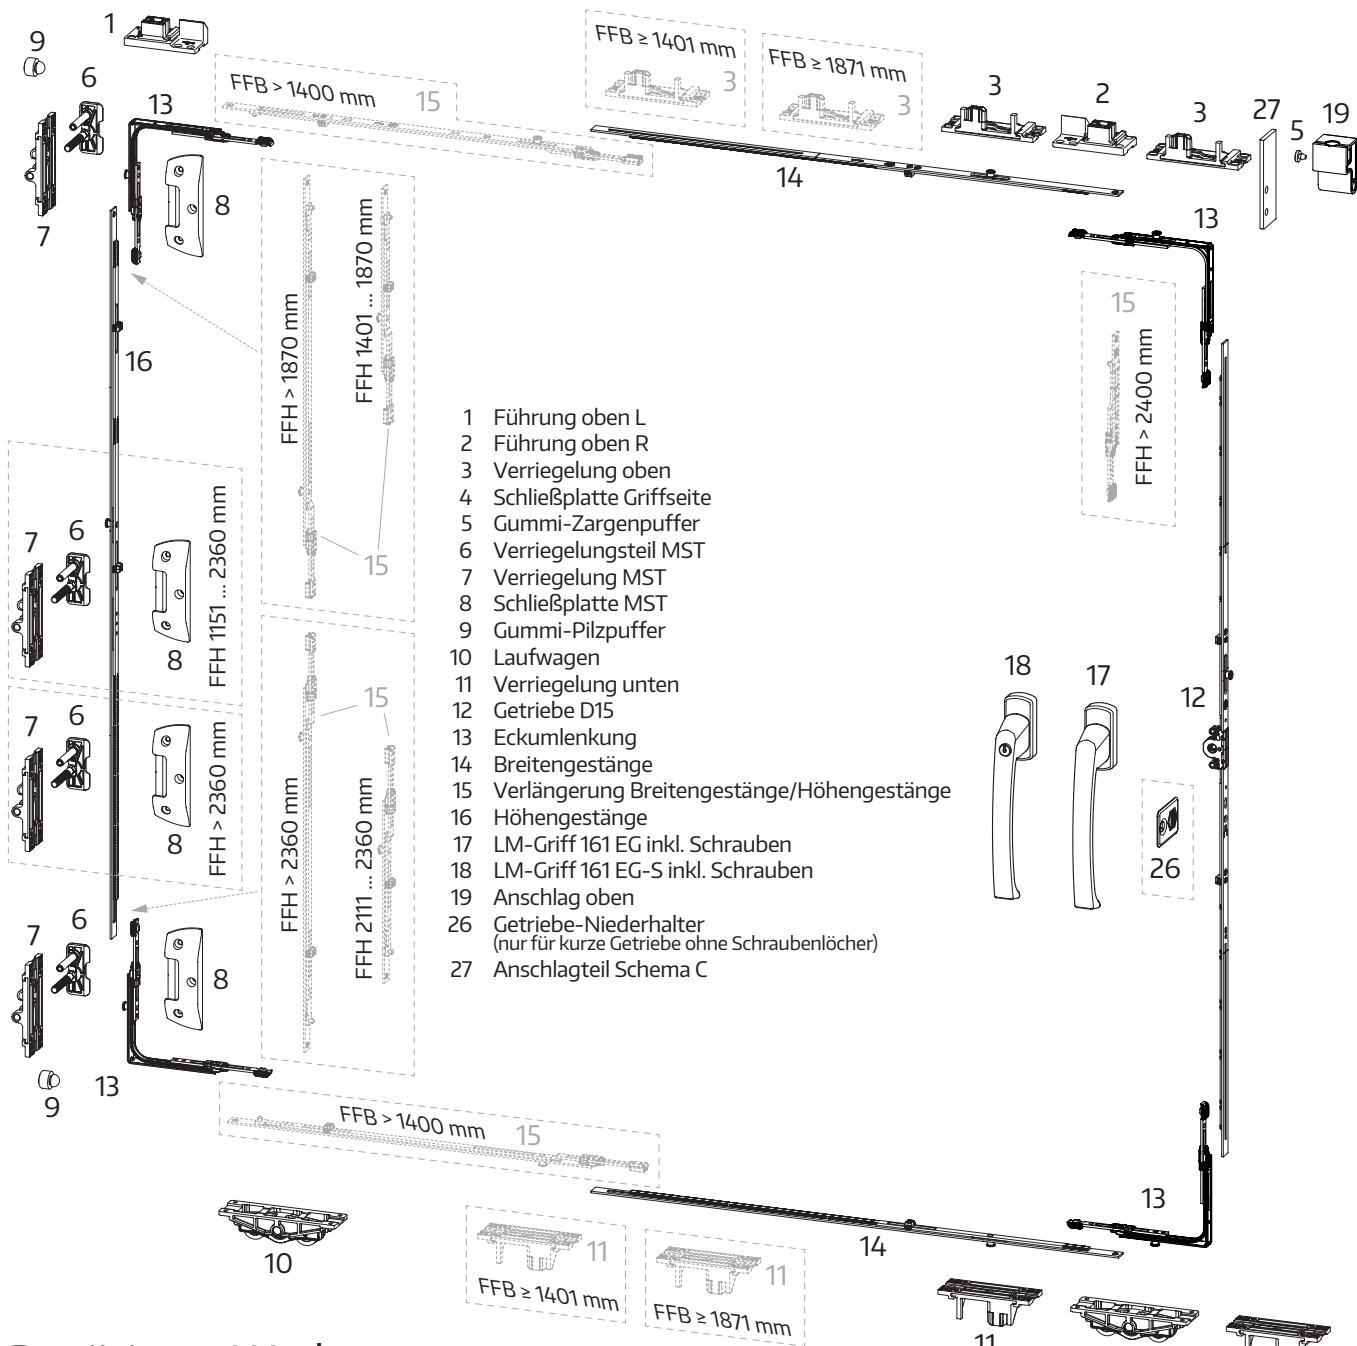 1
9
6
13
7
8
16
FFB > 1400 mm 15
FFB ≥ 1401 mm
3
FFB ≥ 1871 mm
3
3
2
3
27
5
19
14
13
15
FFH > 2400 mm
FFH > 1870 mm
FFH 1401 ... 1870 mm
15
7
6
8
FFH 1151 ... 2360 mm
7
6
8
FFH > 2360 mm
15
FFH > 2360 mm
FFH 2111 ... 2360 mm
1 Führung oben L
2 Führung oben R
3 Verriegelung oben
4 Schließplatte Griffseite
5 Gummi-Zargenpuffer
6 Verriegelungsteil MST
7 Verriegelung MST
8 Schließplatte MST
9 Gummi-Pilzpuffer
10 Laufwagen
11 Verriegelung unten
12 Getriebe D15
13 Eckumlenkung
14 Breitengestänge
15 Verlängerung Breitengestänge/Höhengestänge
16 Höhengestänge
17 LM-Griff 161 EG inkl. Schrauben
18 LM-Griff 161 EG-S inkl. Schrauben
19 Anschlag oben
26 Getriebe-Niederhalter
(nur für kurze Getriebe ohne Schraubenlöcher)
27 Anschlagteil Schema C
18
17
12
26
7
6
8
13
9
FFB > 1400 mm 15
10
11
FFB ≥ 1401 mm
11
FFB ≥ 1871 mm
14
13
11